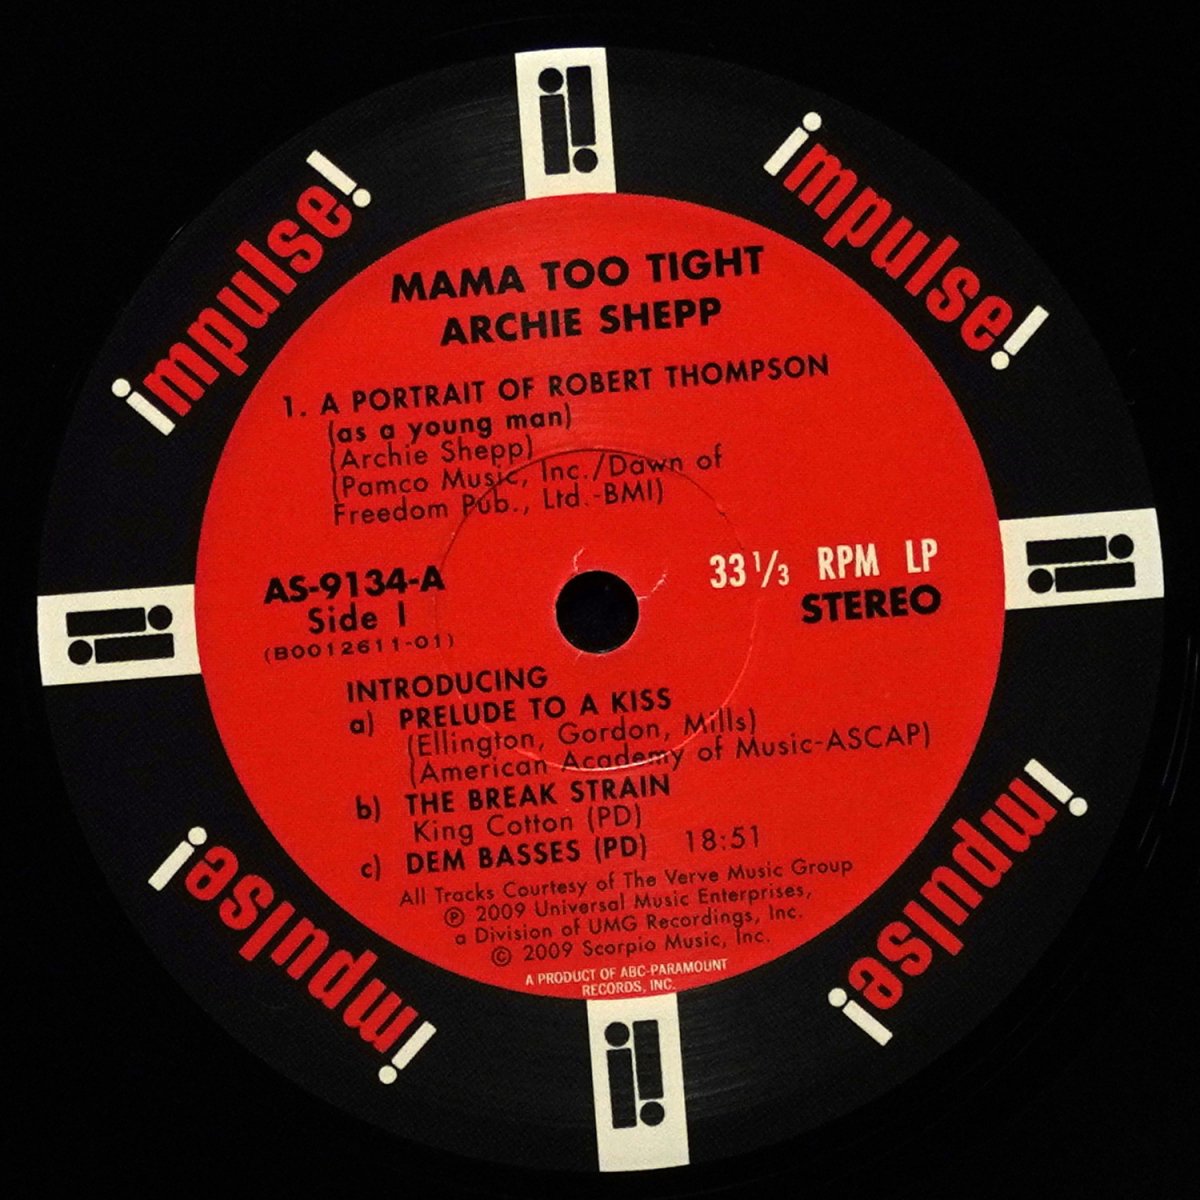 ¡mpulse!
¡mpulse!
MAMA TOO TIGHT
ARCHIE SHEPP
1. A PORTRAIT OF ROBERT THOMPSON
(as a young man)
(Archie Shepp)
(Pamco Music, Inc./Dawn of
Freedom Pub., Ltd.-BMI)
AS-9134-A
Side 1
(B0012611-01)
33 1/3 RPM LP
STEREO
INTRODUCING
a) PRELUDE TO A KISS
(Ellington, Gordon, Mills)
(American Academy of Music-ASCAP)
b) THE BREAK STRAIN
King Cotton (PD)
c) DEM BASSES (PD) 18:51
All Tracks Courtesy of The Verve Music Group
℗ 2009 Universal Music Enterprises,
a Division of UMG Recordings, Inc.
© 2009 Scorpio Music, Inc.
A PRODUCT OF ABC-PARAMOUNT
RECORDS, INC.
¡mpulse!
¡mpulse!